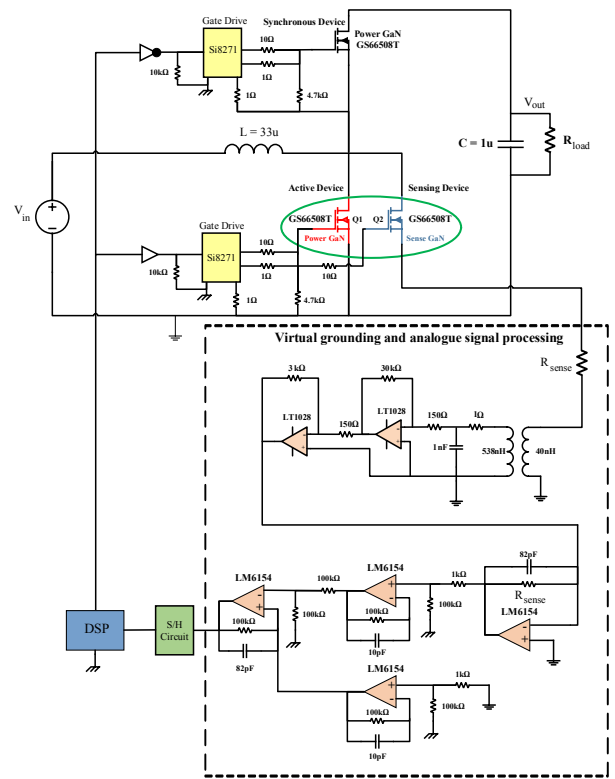 Gate Drive
Synchronous Device
Power GaN
GS66508T
Si8271
10Ω
1Ω
10kΩ
1Ω
4.7kΩ
L = 33u
Vout
C = 1u
Rload
Vin
Active Device
Sensing Device
GS66508T
Q1
Q2
GS66508T
Power GaN
Sense GaN
Gate Drive
Si8271
10Ω
1Ω
10Ω
10kΩ
1Ω
4.7kΩ
Virtual grounding and analogue signal processing
Rsense
3kΩ
30kΩ
LT1028
150Ω
LT1028
150Ω
1Ω
1nF
538nH
40nH
82pF
Rsense
LM6154
LM6154
100kΩ
LM6154
1kΩ
100kΩ
100kΩ
100kΩ
100kΩ
10pF
82pF
DSP
S/H
Circuit
LM6154
1kΩ
100kΩ
100kΩ
10pF